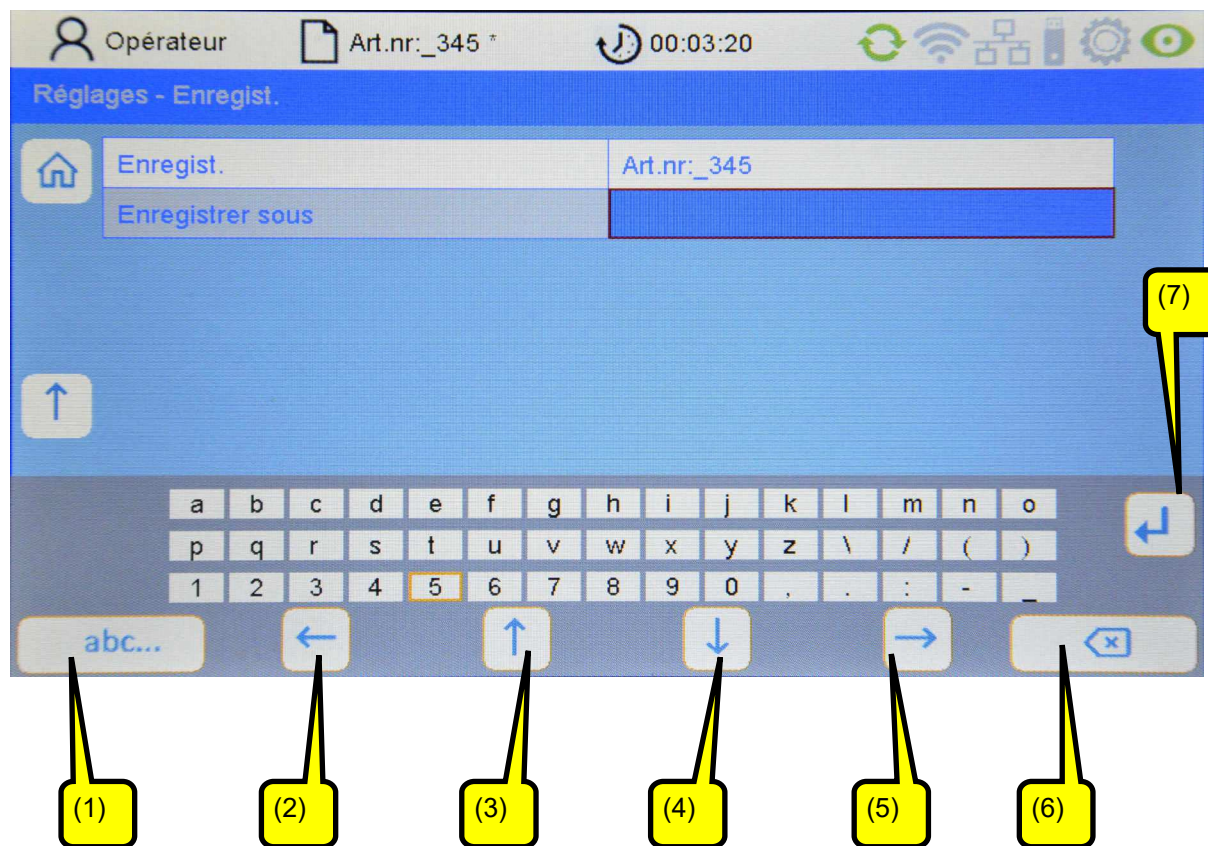 Opérateur Art.nr:_345 * 00:03:20
Réglages - Enregist.
Enregist. Art.nr:_345
Enregistrer sous
(7)
a b c d e f g h i j k l m n o
p q r s t u v w x y z \ / ( )
1 2 3 4 5 6 7 8 9 0 , . : - _
abc...
(1) (2) (3) (4) (5) (6)